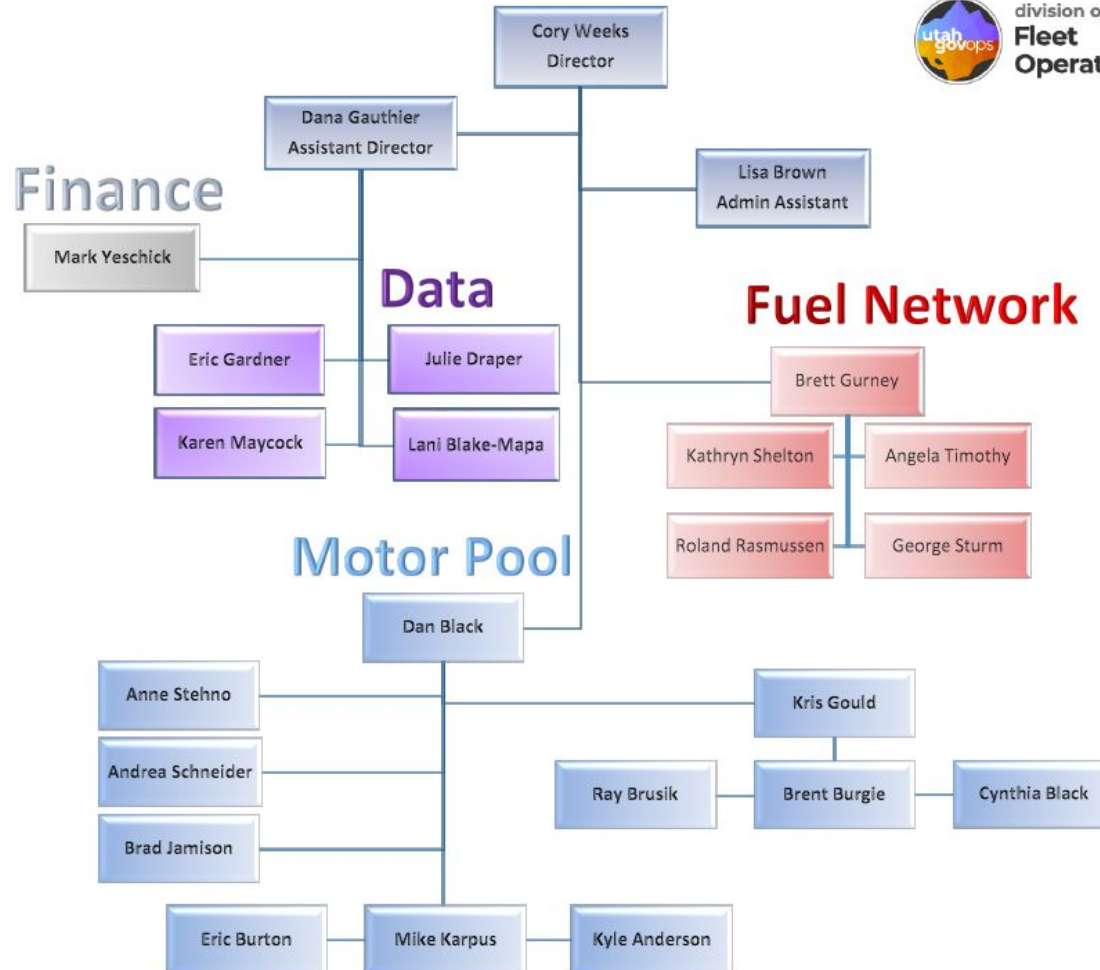 Cory Weeks
Director
utah
govops
division o
Fleet
Operat
Dana Gauthier
Assistant Director
Lisa Brown
Admin Assistant
Finance
Mark Yeschick
Data
Eric Gardner
Julie Draper
Karen Maycock
Lani Blake-Mapa
Fuel Network
Brett Gurney
Kathryn Shelton
Angela Timothy
Roland Rasmussen
George Sturm
Motor Pool
Dan Black
Anne Stehno
Kris Gould
Andrea Schneider
Ray Brusik
Brent Burgie
Cynthia Black
Brad Jamison
Eric Burton
Mike Karpus
Kyle Anderson